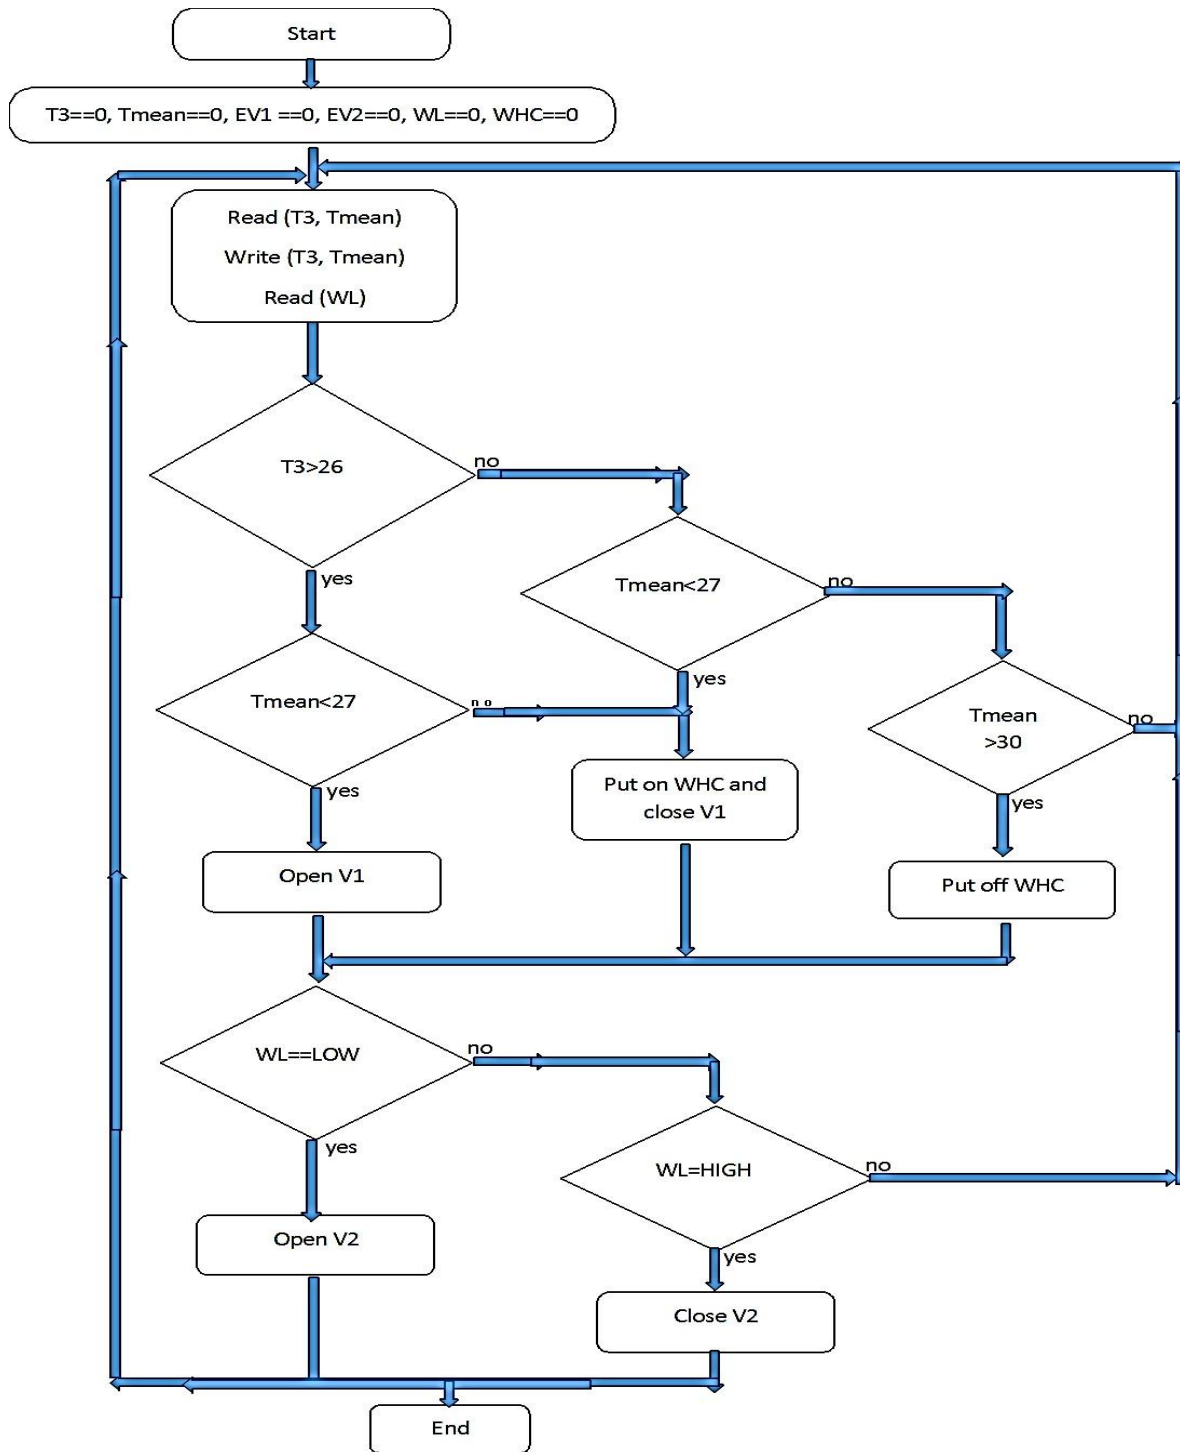 Start
T3==0, Tmean==0, EV1 ==0, EV2==0, WL==0, WHC==0
Read (T3, Tmean)
Write (T3, Tmean)
Read (WL)
T3>26
no
yes
Tmean<27
no
yes
Tmean<27
no
yes
Tmean
>30
no
yes
Put on WHC and
close V1
Open V1
Put off WHC
WL==LOW
no
yes
WL=HIGH
no
yes
Open V2
Close V2
End